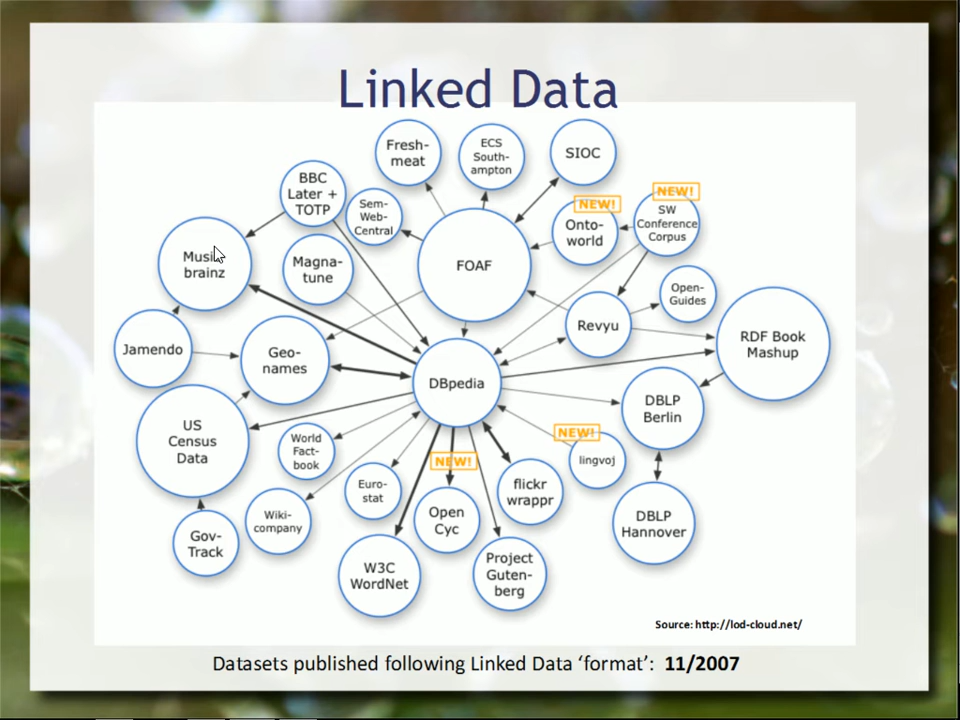 Linked Data
Fresh-
meat
ECS
South-
ampton
SIOC
BBC
Later +
TOTP
Sem-
Web-
Central
NEW!
Onto-
world
NEW!
SW
Conference
Corpus
Musi
brainz
Magna-
tune
FOAF
Open-
Guides
Revyu
RDF Book
Mashup
Jamendo
Geo-
names
DBpedia
DBLP
Berlin
US
Census
Data
World
Fact-
book
NEW!
NEW!
lingvoj
Euro-
stat
flickr
wrappr
Wiki-
company
Open
Cyc
Gov-
Track
DBLP
Hannover
W3C
WordNet
Project
Guten-
berg
Source: http://lod-cloud.net/
Datasets published following Linked Data ‘format’: 11/2007